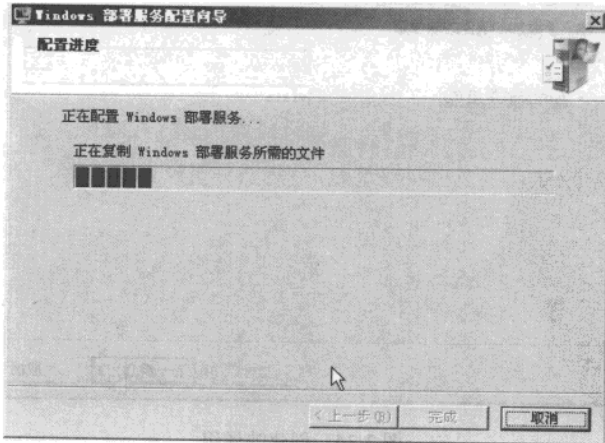 Windows 部署服务配置向导
配置进度
正在配置 Windows 部署服务...
正在复制 Windows 部署服务所需的文件
< 上一步(B)
完成
取消